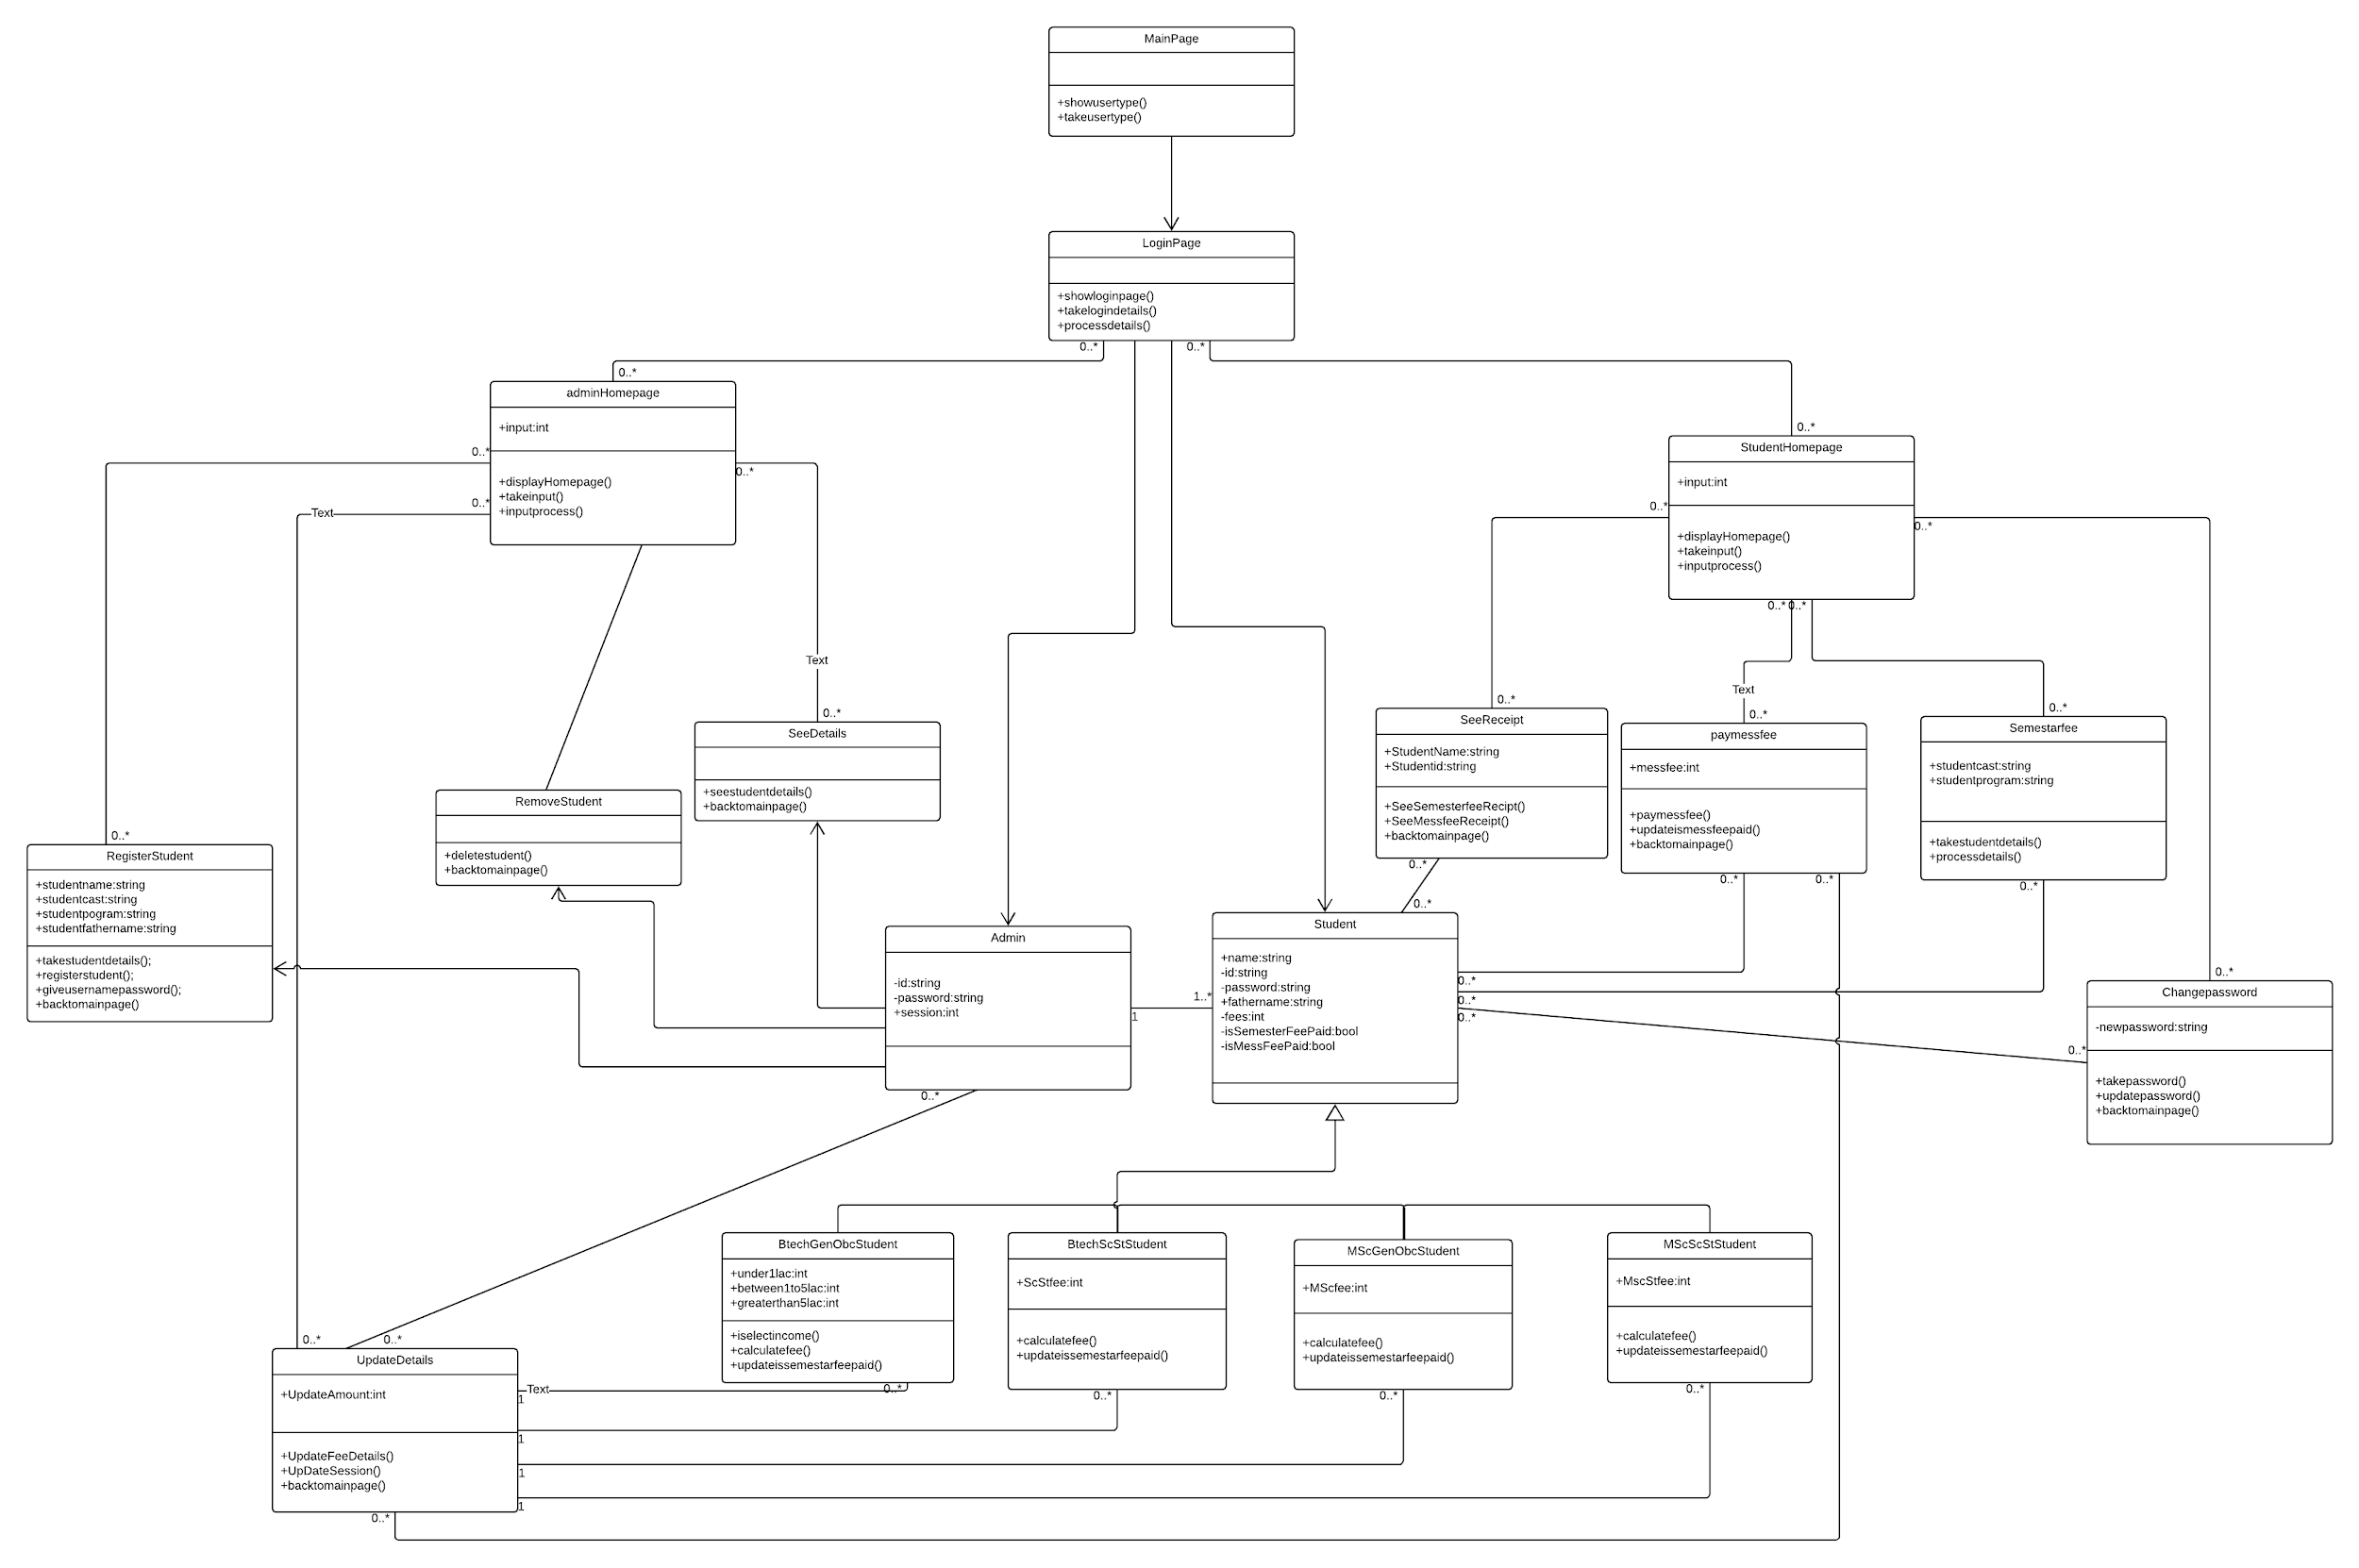 MainPage
+showusertype()
+takeusertype()
LoginPage
+showloginpage()
+takelogindetails()
+processdetails()
0..*
0..*
0..*
adminHomepage
+input:int
+displayHomepage()
+takeinput()
+inputprocess()
0..*
0..*
0..*
Text
0..*
StudentHomepage
+input:int
+displayHomepage()
+takeinput()
+inputprocess()
0..*
0..*
0..*
0..*
Text
0..*
SeeDetails
+seestudentdetails()
+backtomainpage()
0..*
SeeReceipt
+StudentName:string
+Studentid:string
+SeeSemesterfeeRecipt()
+SeeMessfeeReceipt()
+backtomainpage()
0..*
Text
0..*
paymessfee
+messfee:int
+paymessfee()
+updateismessfeepaid()
+backtomainpage()
0..*
0..*
0..*
Semestarfee
+studentcast:string
+studentprogram:string
+takestudentdetails()
+processdetails()
0..*
RemoveStudent
+deletestudent()
+backtomainpage()
0..*
RegisterStudent
+studentname:string
+studentcast:string
+studentpogram:string
+studentfathername:string
+takestudentdetails();
+registerstudent();
+giveusernamepassword();
+backtomainpage()
Admin
-id:string
-password:string
+session:int
0..*
1
1..*
0..*
Student
+name:string
-id:string
-password:string
+fathername:string
-fees:int
-isSemesterFeePaid:bool
-isMessFeePaid:bool
0..*
0..*
0..*
0..*
0..*
Changepassword
-newpassword:string
+takepassword()
+updatepassword()
+backtomainpage()
BtechGenObcStudent
+under1lac:int
+between1to5lac:int
+greaterthan5lac:int
+iselectincome()
+calculatefee()
+updateissemestarfeepaid()
0..*
BtechScStStudent
+ScStfee:int
+calculatefee()
+updateissemestarfeepaid()
0..*
MScGenObcStudent
+MScfee:int
+calculatefee()
+updateissemestarfeepaid()
0..*
MScScStStudent
+MscStfee:int
+calculatefee()
+updateissemestarfeepaid()
0..*
0..*
0..*
UpdateDetails
+UpdateAmount:int
+UpdateFeeDetails()
+UpDateSession()
+backtomainpage()
Text
1
1
1
1
0..*